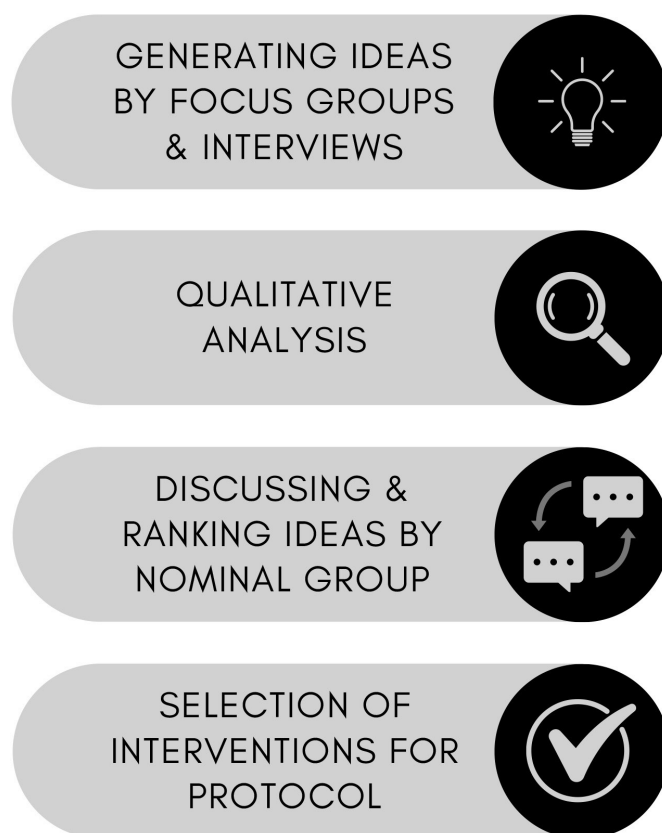 GENERATING IDEAS
BY FOCUS GROUPS
& INTERVIEWS
QUALITATIVE
ANALYSIS
DISCUSSING &
RANKING IDEAS BY
NOMINAL GROUP
SELECTION OF
INTERVENTIONS FOR
PROTOCOL